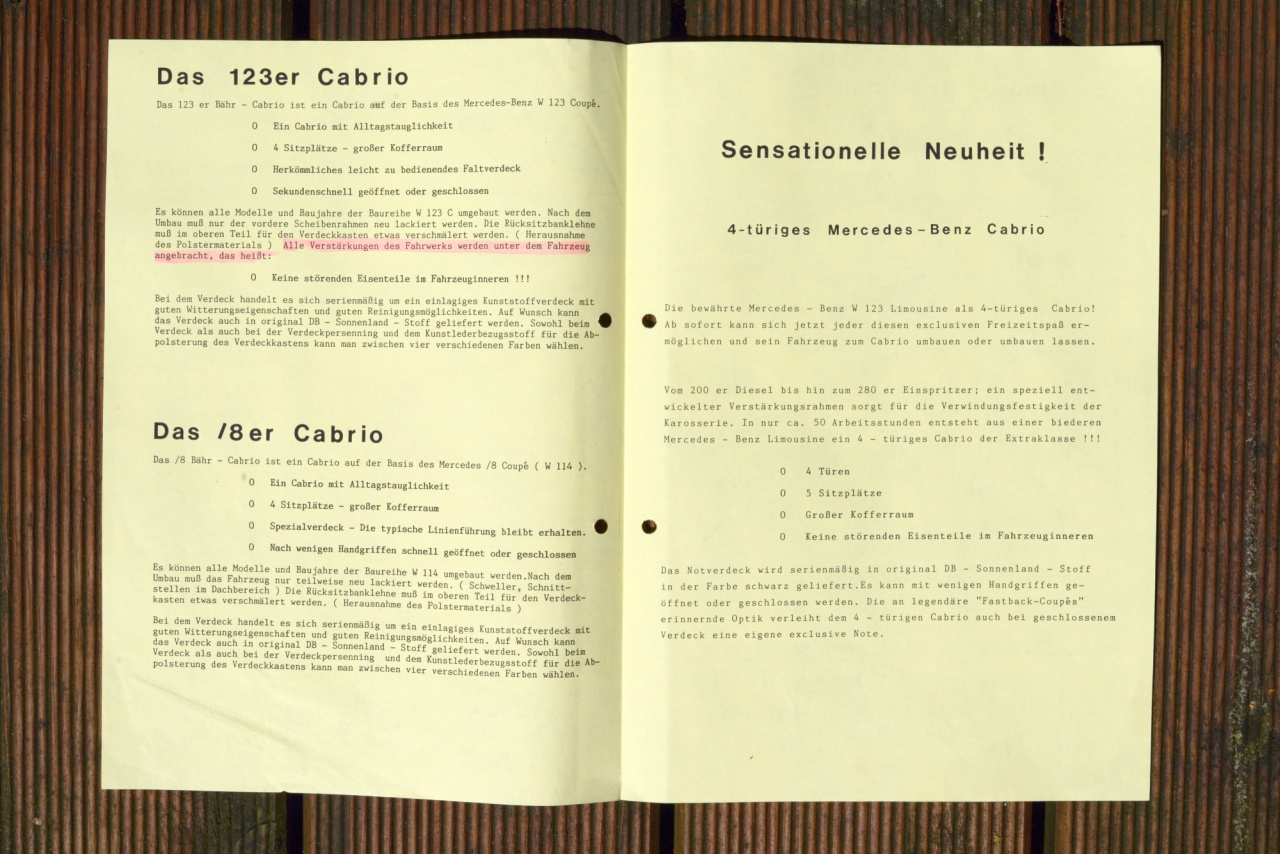 Das 123er Cabrio
Das 123 er Bähr - Cabrio ist ein Cabrio auf der Basis des Mercedes-Benz W 123 Coupé.
O Ein Cabrio mit Alltagstauglichkeit
O 4 Sitzplätze - großer Kofferraum
O Herkömmliches leicht zu bedienendes Faltverdeck
O Sekundenschnell geöffnet oder geschlossen
Es können alle Modelle und Baujahre der Baureihe W 123 C umgebaut werden. Nach dem
Umbau muß nur der vordere Scheibenrahmen neu lackiert werden. Die Rücksitzbanklehne
muß im oberen Teil für den Verdeckkasten etwas verschmälert werden. ( Herausnahme
des Polstermaterials ) Alle Verstärkungen des Fahrwerks werden unter dem Fahrzeug
angebracht, das heißt:
O Keine störenden Eisenteile im Fahrzeuginneren !!!
Bei dem Verdeck handelt es sich serienmäßig um ein einlagiges Kunststoffverdeck mit
guten Witterungseigenschaften und guten Reinigungsmöglichkeiten. Auf Wunsch kann
das Verdeck auch in original DB - Sonnenland - Stoff geliefert werden. Sowohl beim
Verdeck als auch bei der Verdeckpersenning und dem Kunstlederbezugsstoff für die Ab-
polsterung des Verdeckkastens kann man zwischen vier verschiedenen Farben wählen.
Das /8er Cabrio
Das /8 Bähr - Cabrio ist ein Cabrio auf der Basis des Mercedes /8 Coupé ( W 114 ).
O Ein Cabrio mit Alltagstauglichkeit
O 4 Sitzplätze - großer Kofferraum
O Spezialverdeck - Die typische Linienführung bleibt erhalten.
O Nach wenigen Handgriffen schnell geöffnet oder geschlossen
Es können alle Modelle und Baujahre der Baureihe W 114 umgebaut werden.Nach dem
Umbau muß das Fahrzeug nur teilweise neu lackiert werden. ( Schweller, Schnitt-
stellen im Dachbereich ) Die Rücksitzbanklehne muß im oberen Teil für den Verdeck-
kasten etwas verschmälert werden. ( Herausnahme des Polstermaterials )
Bei dem Verdeck handelt es sich serienmäßig um ein einlagiges Kunststoffverdeck mit
guten Witterungseigenschaften und guten Reinigungsmöglichkeiten. Auf Wunsch kann
das Verdeck auch in original DB - Sonnenland - Stoff geliefert werden. Sowohl beim
Verdeck als auch bei der Verdeckpersenning und dem Kunstlederbezugsstoff für die Ab-
polsterung des Verdeckkastens kann man zwischen vier verschiedenen Farben wählen.
Sensationelle Neuheit !
4-türiges Mercedes-Benz Cabrio
Die bewährte Mercedes - Benz W 123 Limousine als 4-türiges Cabrio!
Ab sofort kann sich jetzt jeder diesen exclusiven Freizeitspaß er-
möglichen und sein Fahrzeug zum Cabrio umbauen oder umbauen lassen.
Vom 200 er Diesel bis hin zum 280 er Einspritzer; ein speziell ent-
wickelter Verstärkungsrahmen sorgt für die Verwindungsfestigkeit der
Karosserie. In nur ca. 50 Arbeitsstunden entsteht aus einer biederen
Mercedes - Benz Limousine ein 4 - türiges Cabrio der Extraklasse !!!
O 4 Türen
O 5 Sitzplätze
O Großer Kofferraum
O Keine störenden Eisenteile im Fahrzeuginneren
Das Notverdeck wird serienmäßig in original DB - Sonnenland - Stoff
in der Farbe schwarz geliefert.Es kann mit wenigen Handgriffen ge-
öffnet oder geschlossen werden. Die an legendäre "Fastback-Coupés"
erinnernde Optik verleiht dem 4 - türigen Cabrio auch bei geschlossenem
Verdeck eine eigene exclusive Note.